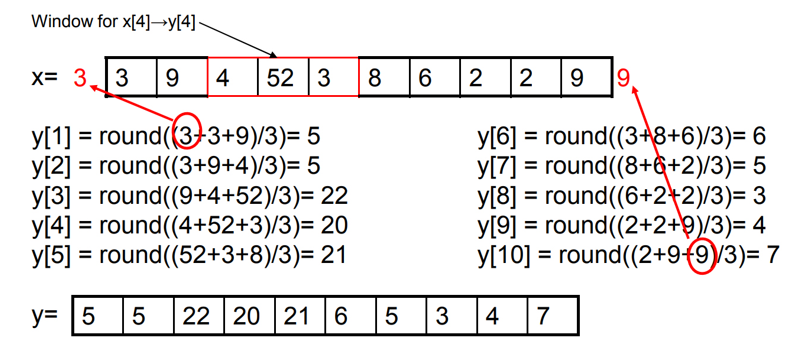 Window for x[4]→y[4]
x= 3 3 9 4 52 3 8 6 2 2 9 9
y[1] = round((3+3+9)/3)= 5
y[2] = round((3+9+4)/3)= 5
y[3] = round((9+4+52)/3)= 22
y[4] = round((4+52+3)/3)= 20
y[5] = round((52+3+8)/3)= 21
y[6] = round((3+8+6)/3)= 6
y[7] = round((8+6+2)/3)= 5
y[8] = round((6+2+2)/3)= 3
y[9] = round((2+2+9)/3)= 4
y[10] = round((2+9+9)/3)= 7
y= 5 5 22 20 21 6 5 3 4 7